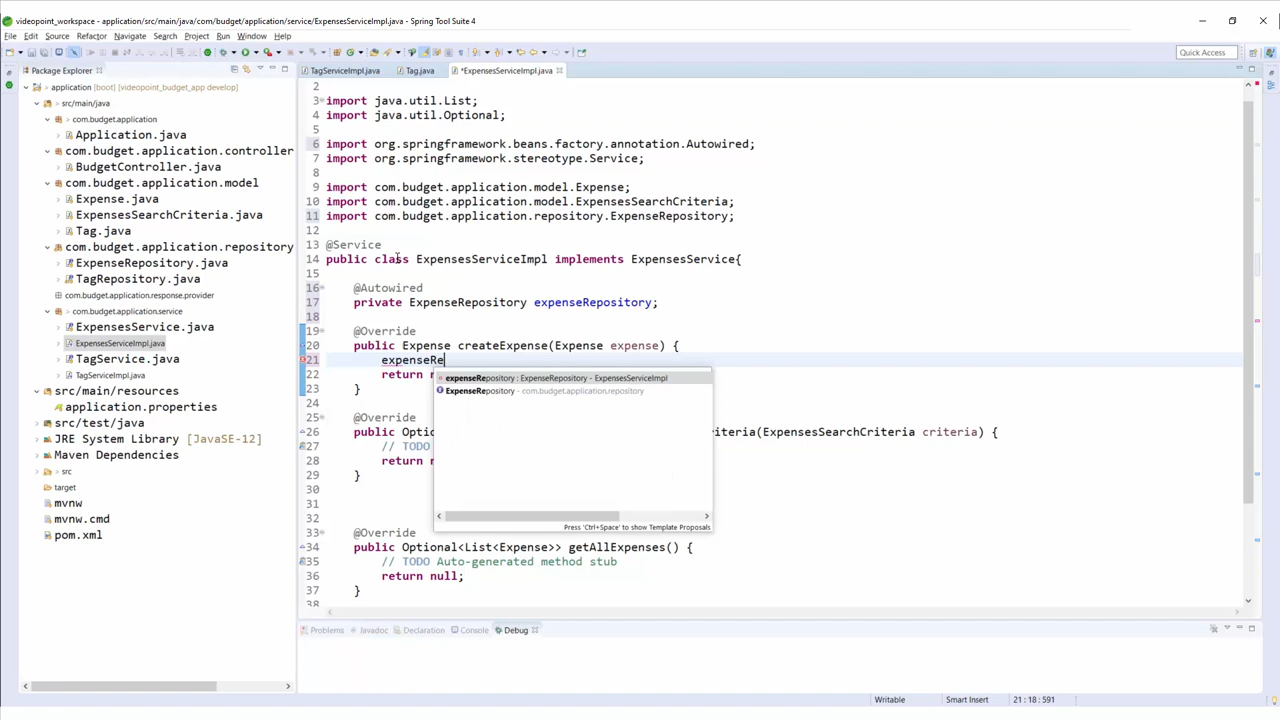 videopoint_workspace - application/src/main/java/com/budget/application/service/ExpensesServiceImpl.java - Spring Tool Suite 4
File Edit Source Refactor Navigate Search Project Run Window Help
Quick Access
Package Explorer
application [boot] [videopoint_budget_app develop]
src/main/java
com.budget.application
Application.java
com.budget.application.controller
BudgetController.java
com.budget.application.model
Expense.java
ExpensesSearchCriteria.java
Tag.java
com.budget.application.repository
ExpenseRepository.java
TagRepository.java
com.budget.application.response.provider
com.budget.application.service
ExpensesService.java
ExpensesServiceImpl.java
TagService.java
TagServiceImpl.java
src/main/resources
application.properties
src/test/java
JRE System Library [JavaSE-12]
Maven Dependencies
src
target
mvnw
mvnw.cmd
pom.xml
TagServiceImpl.java Tag.java *ExpensesServiceImpl.java
2
3 import java.util.List;
4 import java.util.Optional;
5
6 import org.springframework.beans.factory.annotation.Autowired;
7 import org.springframework.stereotype.Service;
8
9 import com.budget.application.model.Expense;
10 import com.budget.application.model.ExpensesSearchCriteria;
11 import com.budget.application.repository.ExpenseRepository;
12
13 @Service
14 public class ExpensesServiceImpl implements ExpensesService{
15
16 @Autowired
17 private ExpenseRepository expenseRepository;
18
19 @Override
20 public Expense createExpense(Expense expense) {
21 expenseRe
22 return n
23 }
24
25 @Override
26 public Optio criteria(ExpensesSearchCriteria criteria) {
27 // TODO
28 return n
29 }
30
31
32
33 @Override
34 public Optional<List<Expense>> getAllExpenses() {
35 // TODO Auto-generated method stub
36 return null;
37 }
38
expenseRepository : ExpenseRepository - ExpensesServiceImpl
ExpenseRepository - com.budget.application.repository
Press 'Ctrl+Space' to show Template Proposals
Problems Javadoc Declaration Console Debug
Writable Smart Insert 21 : 18 : 591